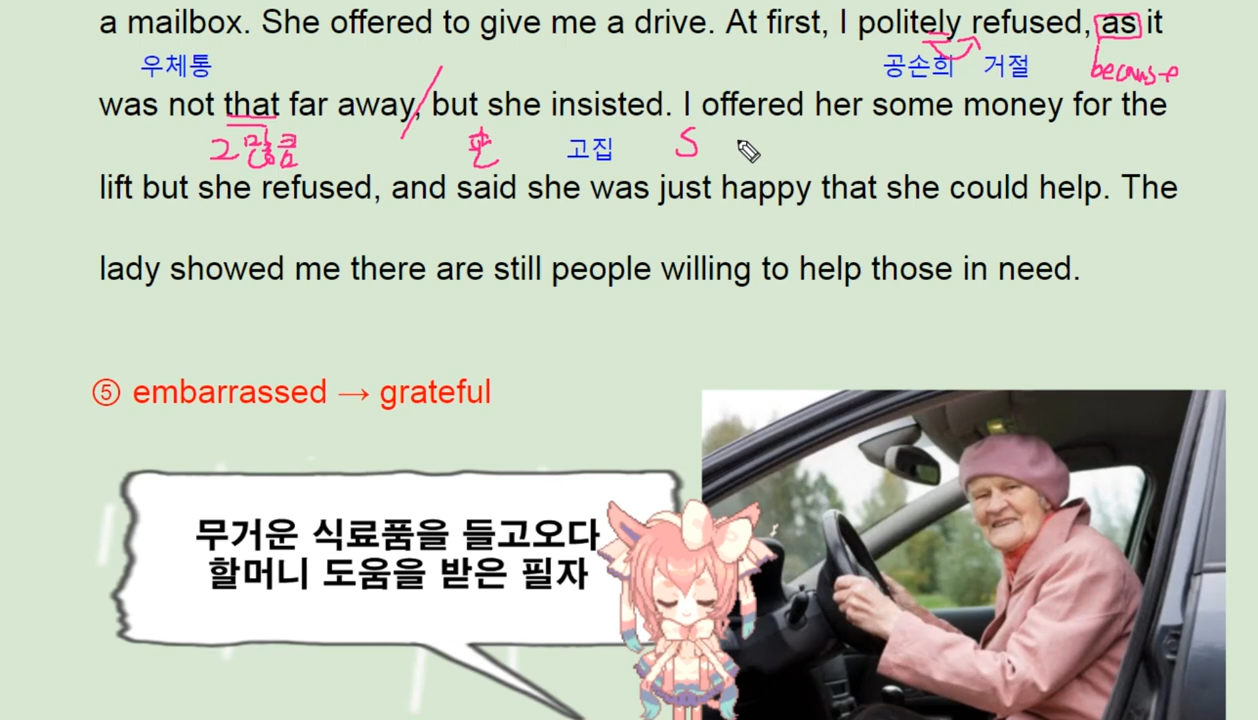 a mailbox. She offered to give me a drive. At first, I politely refused, as it
우체통 공손희 거절 because
was not that far away, but she insisted. I offered her some money for the
그 많큼 고집 S
lift but she refused, and said she was just happy that she could help. The
lady showed me there are still people willing to help those in need.
⑤ embarrassed → grateful
무거운 식료품을 들고오다
할머니 도움을 받은 필자